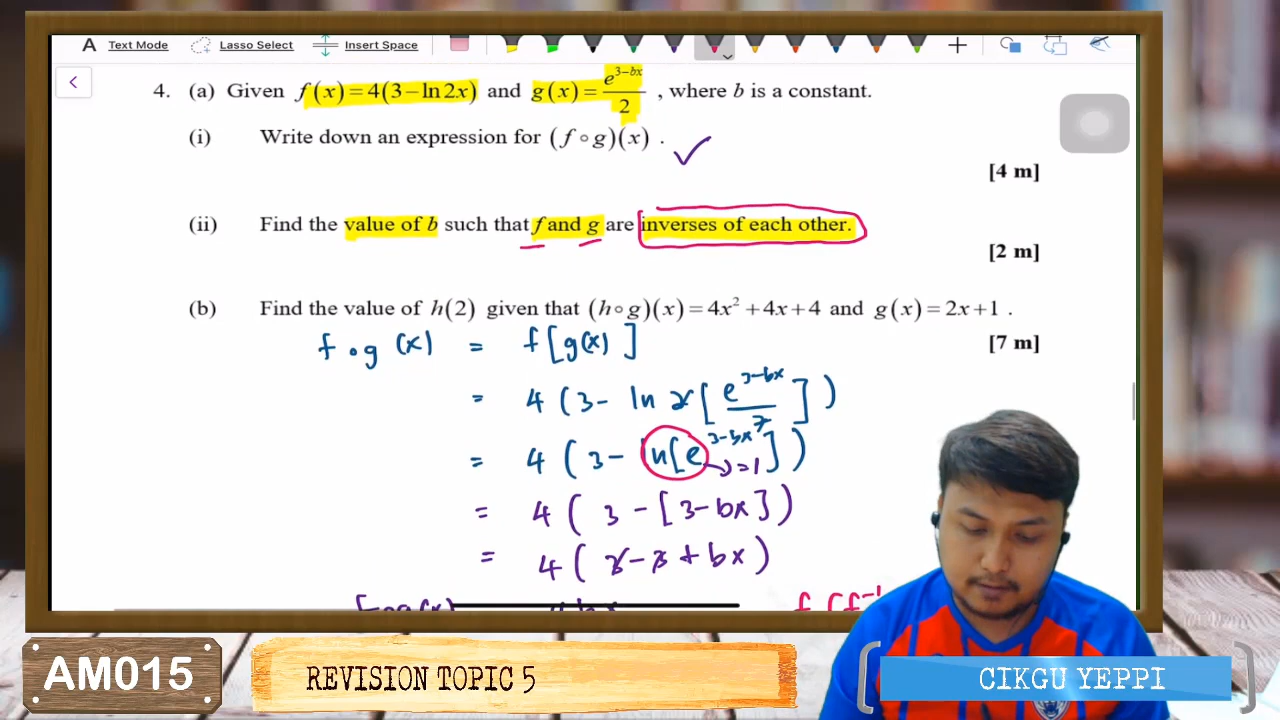 A Text Mode Lasso Select Insert Space
4. (a) Given f(x)=4(3−ln2x) and g(x)=e^{3−bx}/2, where b is a constant.
(i) Write down an expression for (f∘g)(x).
[4 m]
(ii) Find the value of b such that f and g are inverses of each other.
[2 m]
(b) Find the value of h(2) given that (h∘g)(x)=4x²+4x+4 and g(x)=2x+1.
[7 m]
f∘g(x) = f[g(x)]
= 4(3− ln 2[e^{3−bx}/2])
= 4(3− ln[e^{3−bx}])
→=1
= 4(3−[3−bx])
= 4(3−3+bx)
AM015
REVISION TOPIC 5
CIKGU YEPPI